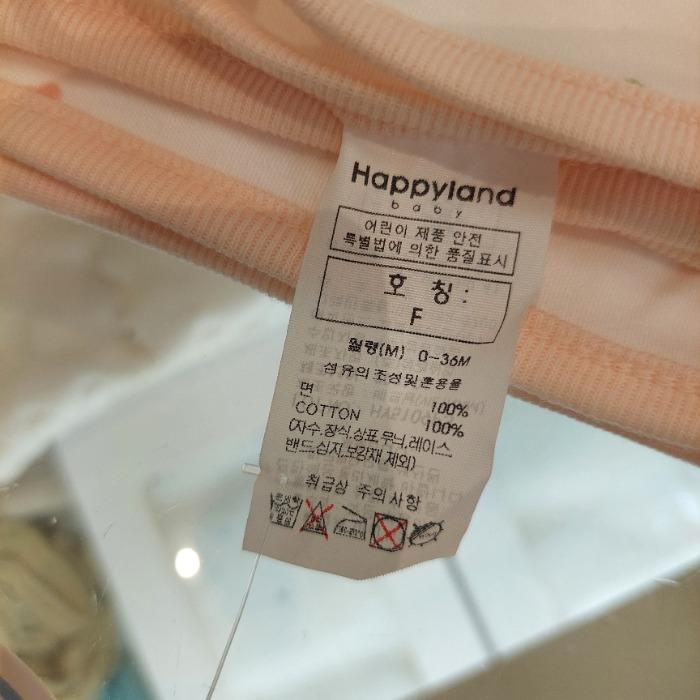 Happyland
baby
어린이 제품 안전
특별법에 의한 품질표시
호 칭 :
F
월령(M) 0-36M
섬유의 조성및혼용율
면 100%
COTTON 100%
(자수,장식,상표,무늬,레이스
밴드,심지,보강재 제외)
취급상 주의사항